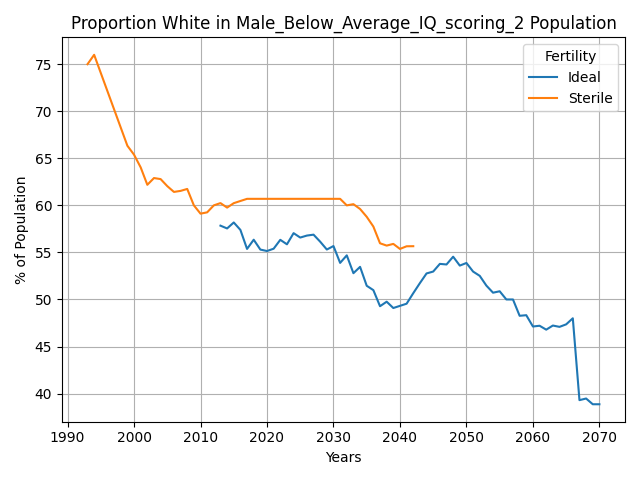 Proportion White in Male_Below_Average_IQ_scoring_2 Population
Fertility
Ideal
Sterile
% of Population
75
70
65
60
55
50
45
40
1990 2000 2010 2020 2030 2040 2050 2060 2070
Years